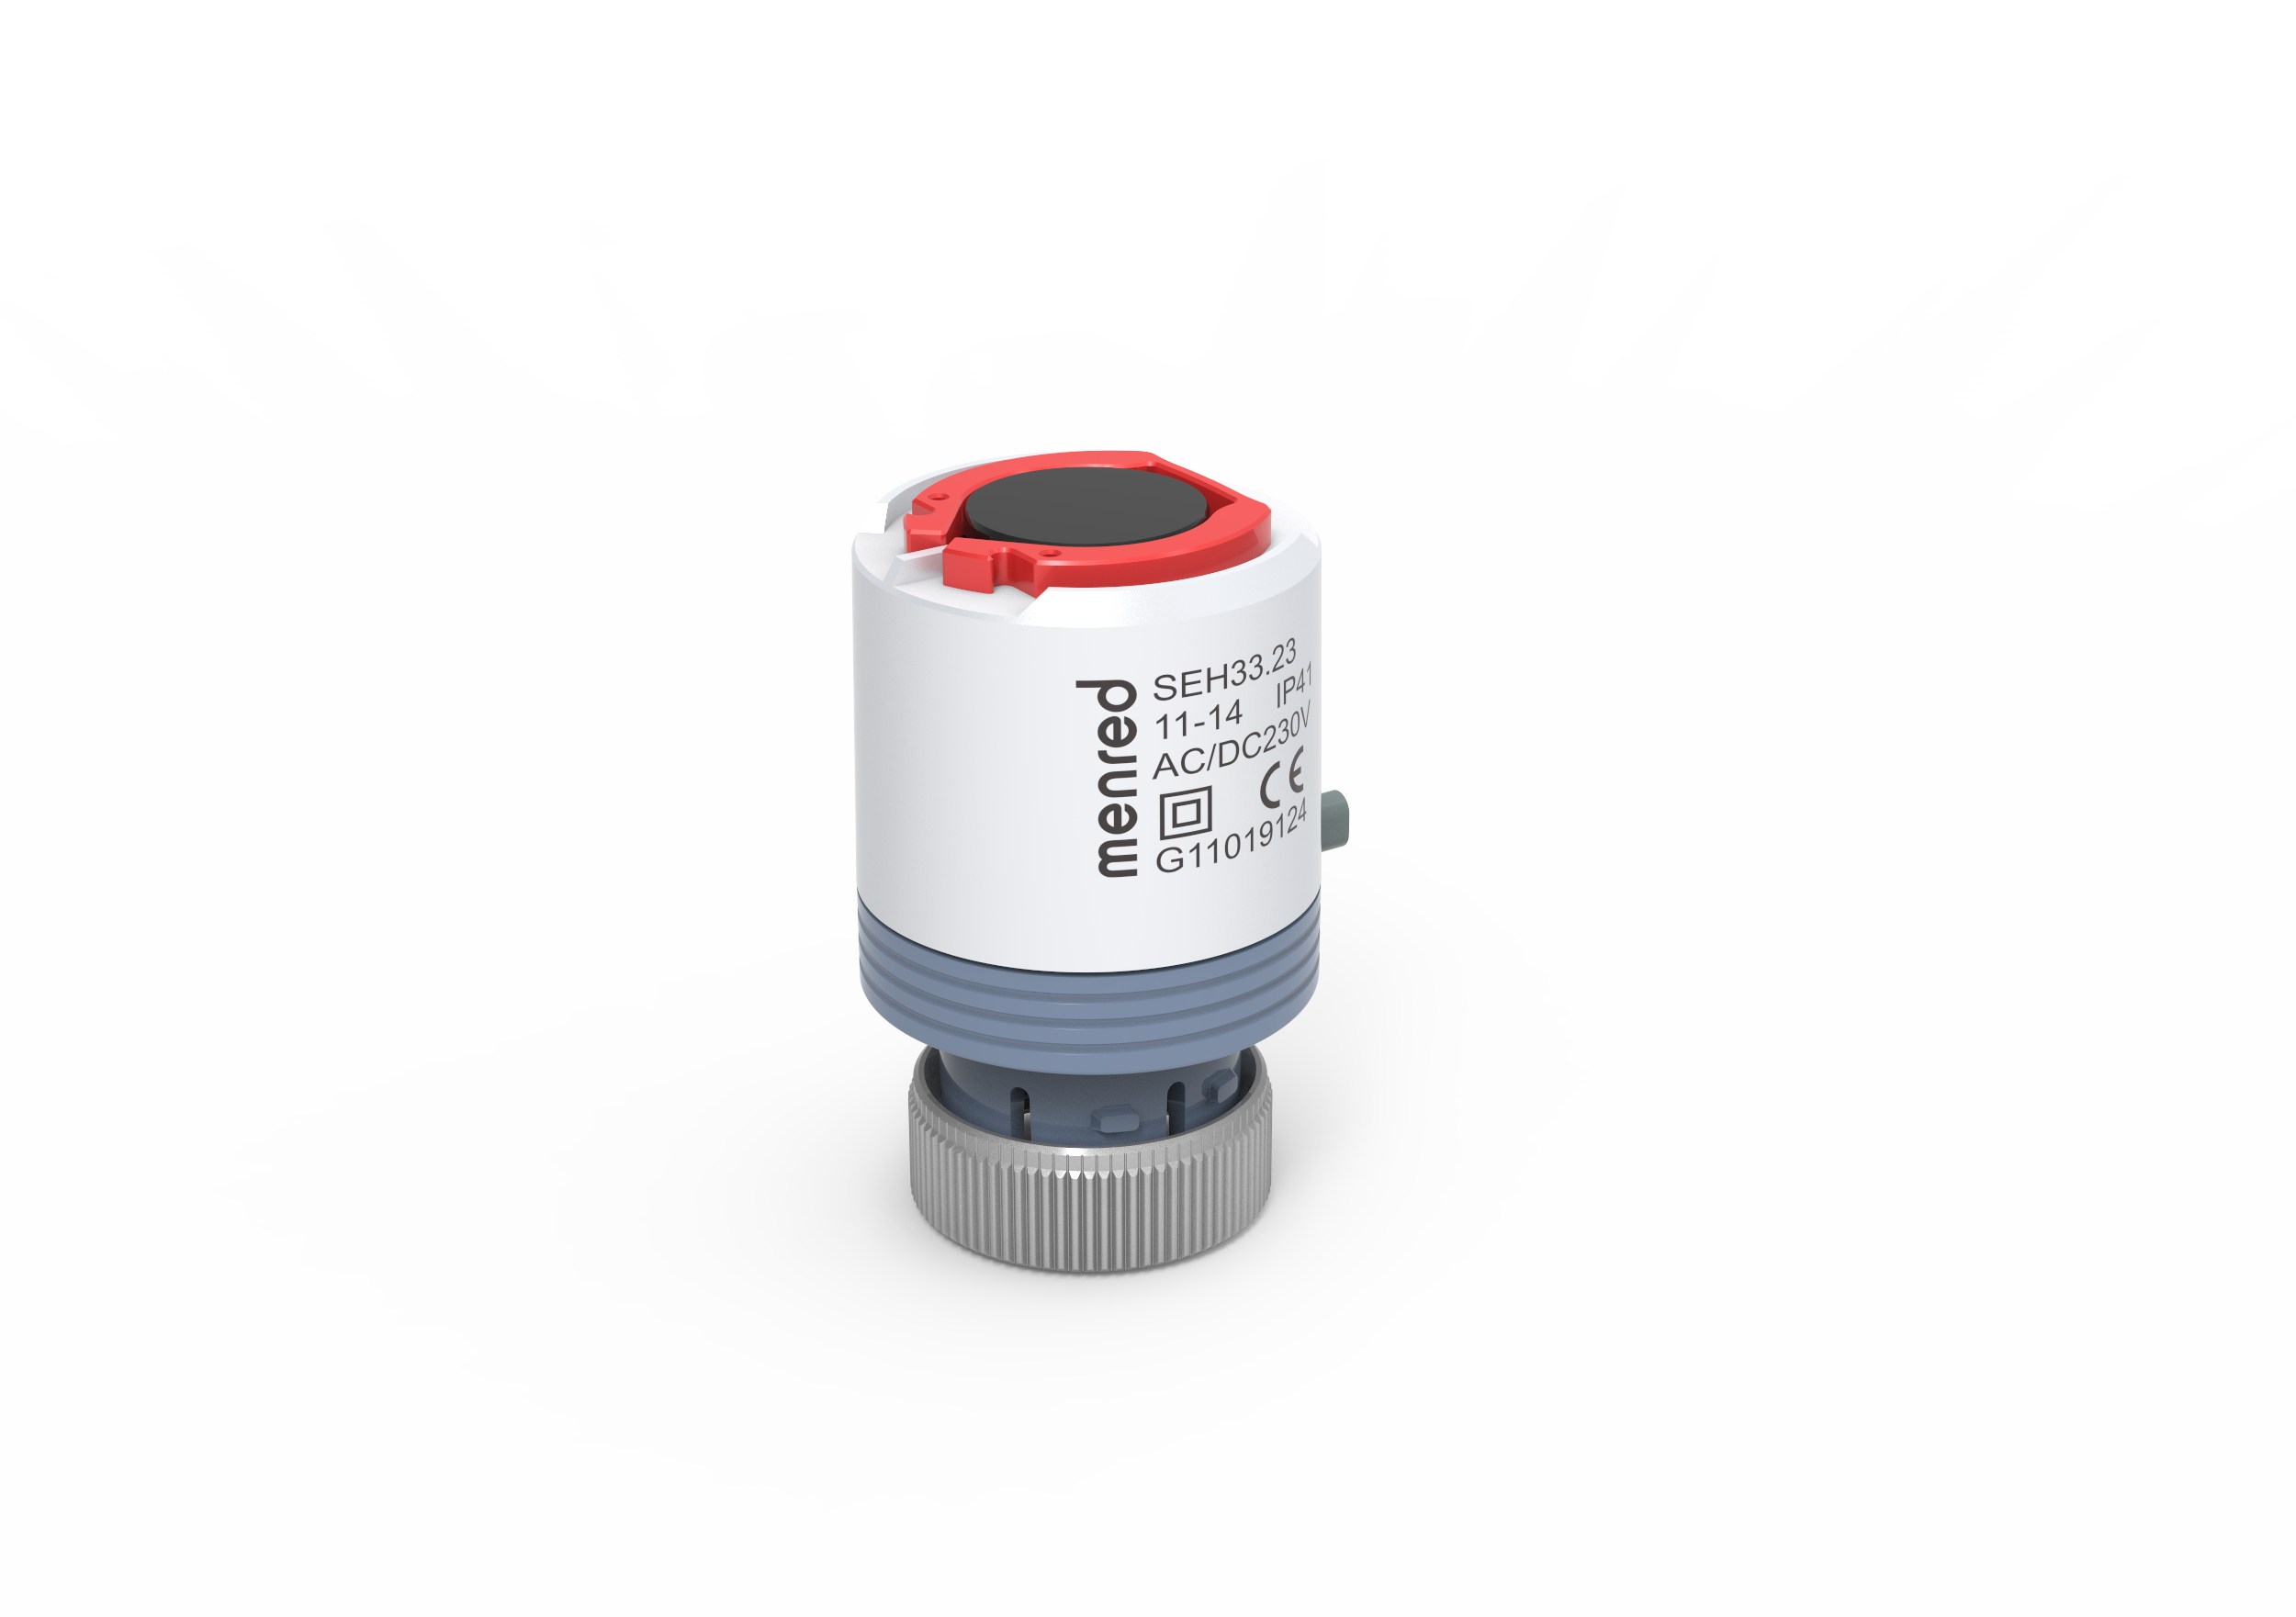 menred
SEH33.23
11-14 IP41
AC/DC230V
CE
G11019124